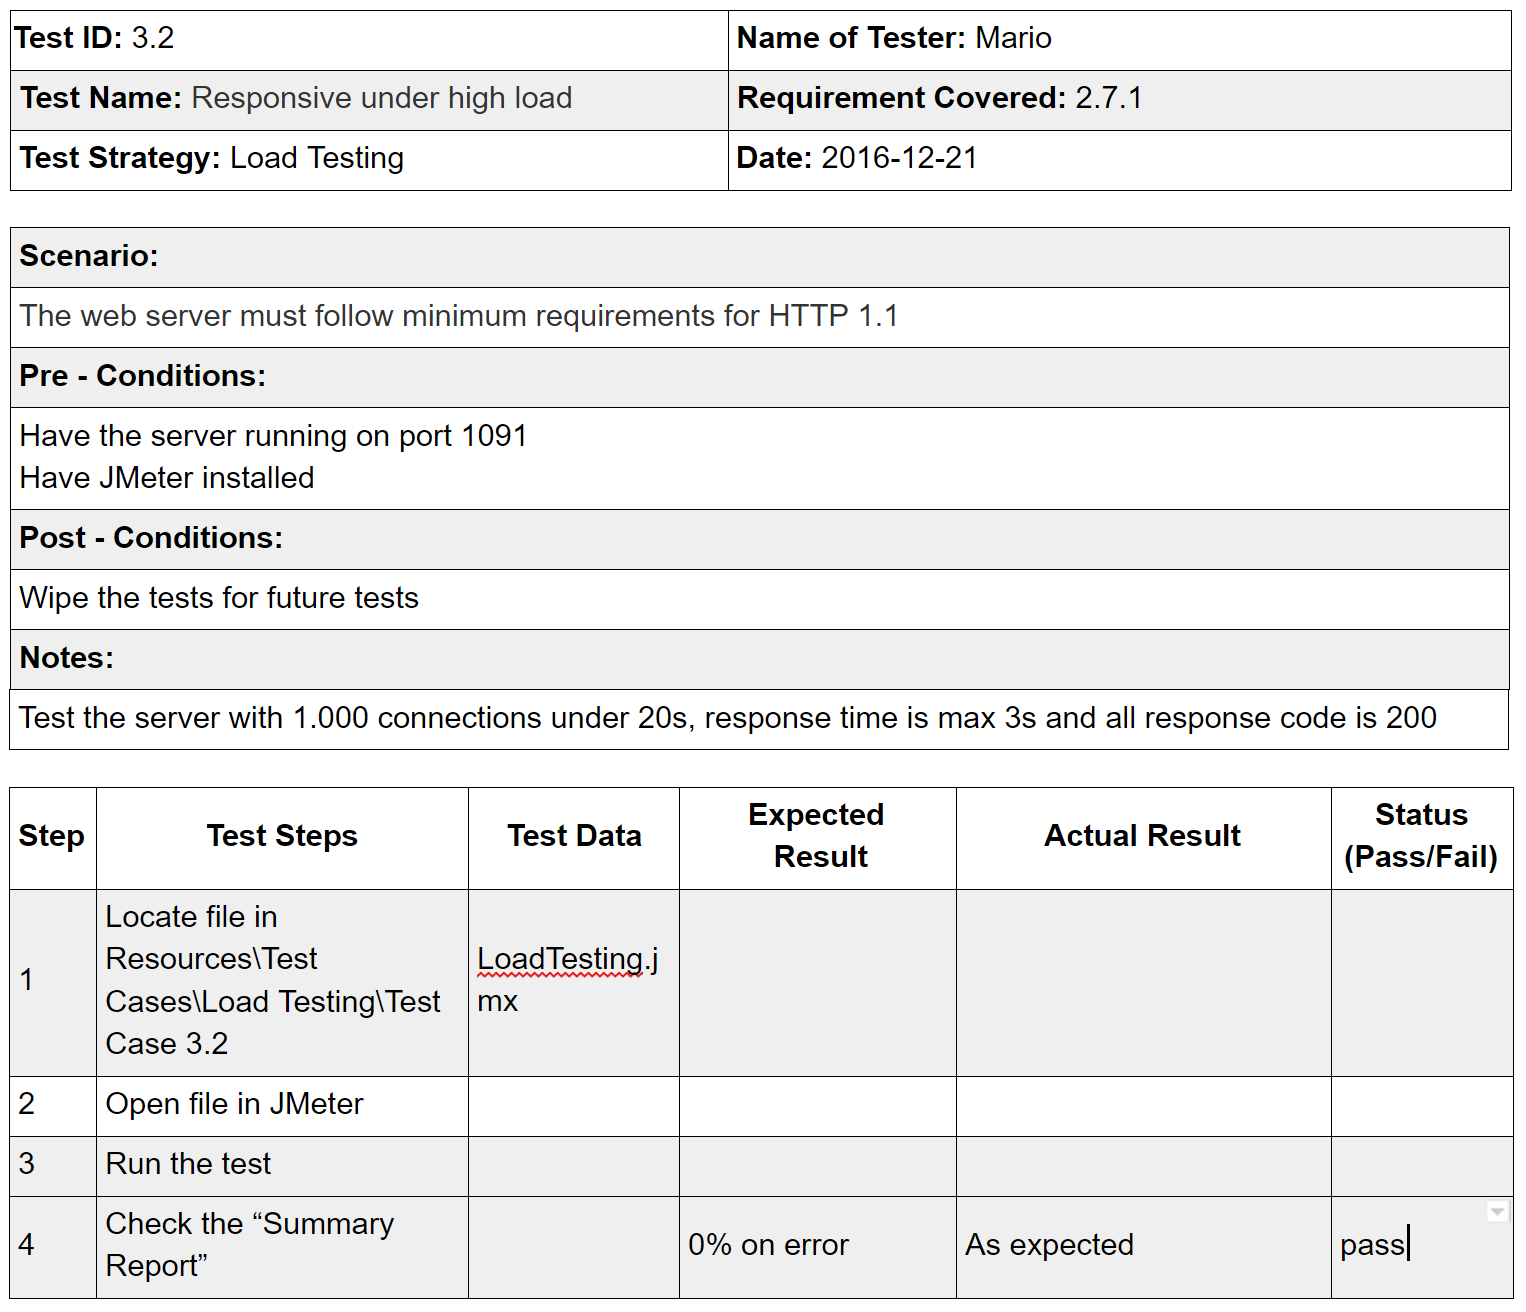 Test ID: 3.2
Name of Tester: Mario
Test Name: Responsive under high load
Requirement Covered: 2.7.1
Test Strategy: Load Testing
Date: 2016-12-21
Scenario:
The web server must follow minimum requirements for HTTP 1.1
Pre - Conditions:
Have the server running on port 1091
Have JMeter installed
Post - Conditions:
Wipe the tests for future tests
Notes:
Test the server with 1.000 connections under 20s, response time is max 3s and all response code is 200
Step
Test Steps
Test Data
Expected
Result
Actual Result
Status
(Pass/Fail)
1
Locate file in
Resources\Test
Cases\Load Testing\Test
Case 3.2
LoadTesting.j
mx
2
Open file in JMeter
3
Run the test
4
Check the “Summary
Report”
0% on error
As expected
pass